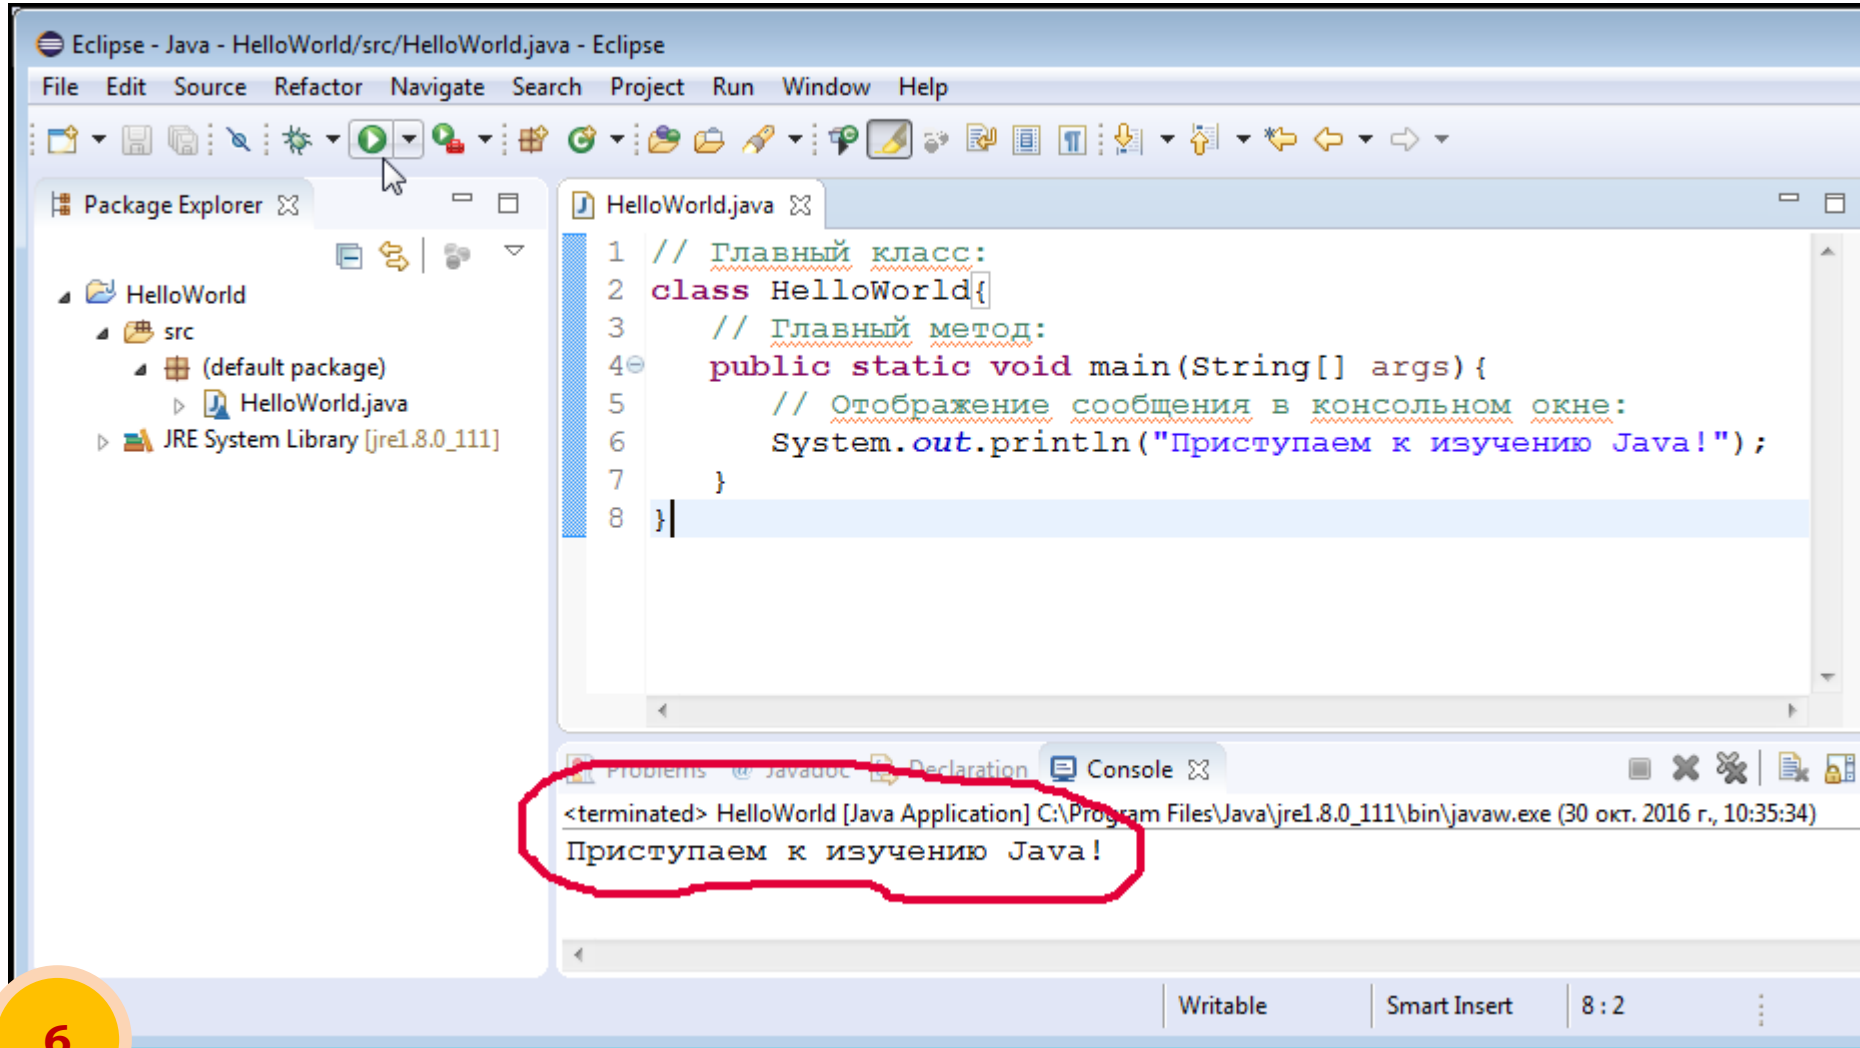 Eclipse - Java - HelloWorld/src/HelloWorld.java - Eclipse
File Edit Source Refactor Navigate Search Project Run Window Help
Package Explorer
HelloWorld
src
(default package)
HelloWorld.java
JRE System Library [jre1.8.0_111]
HelloWorld.java
1 // Главный класс:
2 class HelloWorld{
3 // Главный метод:
4 public static void main(String[] args){
5 // Отображение сообщения в консольном окне:
6 System.out.println("Приступаем к изучению Java!");
7 }
8 }
Problems @ Javadoc Declaration Console
<terminated> HelloWorld [Java Application] C:\Program Files\Java\jre1.8.0_111\bin\javaw.exe (30 окт. 2016 г., 10:35:34)
Приступаем к изучению Java!
Writable Smart Insert 8 : 2
6